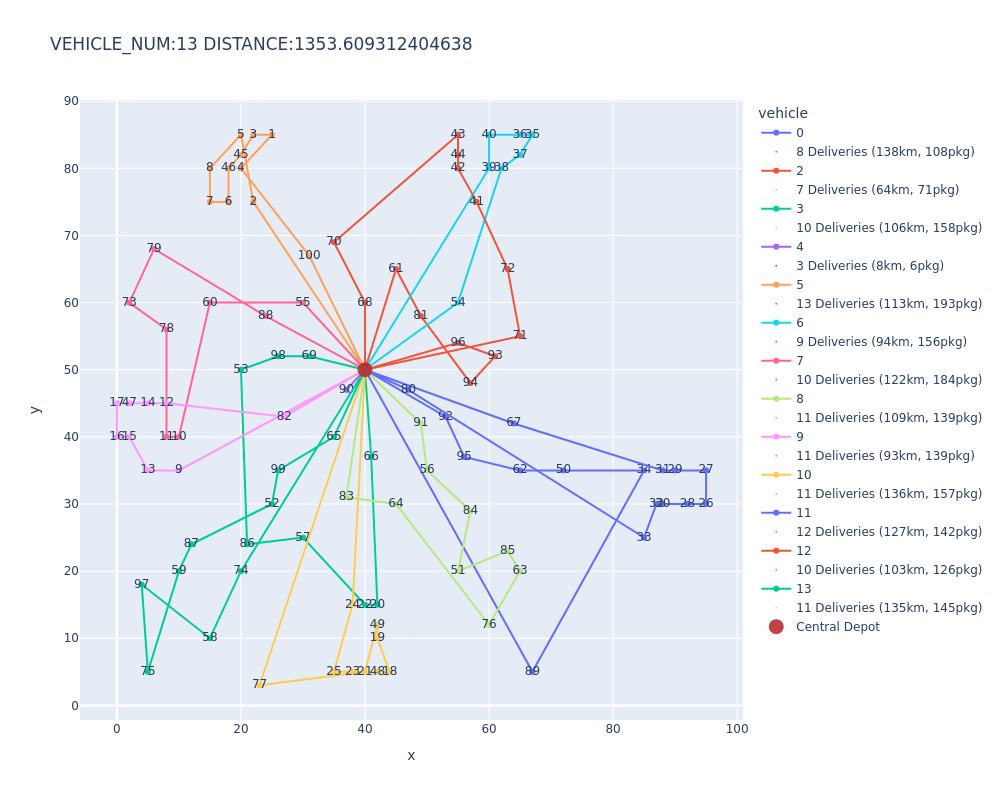 VEHICLE_NUM:13 DISTANCE:1353.609312404638
90
80
70
60
50
40
30
20
10
0
y
5 3 1
45
8 46 4
7 6 2
100
43
44
42
41
40 36 35
37
39 38
70
61
72
79
73
78
60 55
88
68
81
54
71
96
93
94
98 69
53
90
80
17 47 14 12
82
16 15
11 10
13 9
91
92
67
65
66
95
99
56
62 50 34 31 29 27
83
64
84
52
30 28 26
33
87
86
57
85
59
74
51
63
97
24 22 20
49
19
76
58
75
25 23 21 48 18
77
89
0 20 40 60 80 100
x
vehicle
0
8 Deliveries (138km, 108pkg)
2
7 Deliveries (64km, 71pkg)
3
10 Deliveries (106km, 158pkg)
4
3 Deliveries (8km, 6pkg)
5
13 Deliveries (113km, 193pkg)
6
9 Deliveries (94km, 156pkg)
7
10 Deliveries (122km, 184pkg)
8
11 Deliveries (109km, 139pkg)
9
11 Deliveries (93km, 139pkg)
10
11 Deliveries (136km, 157pkg)
11
12 Deliveries (127km, 142pkg)
12
10 Deliveries (103km, 126pkg)
13
11 Deliveries (135km, 145pkg)
Central Depot